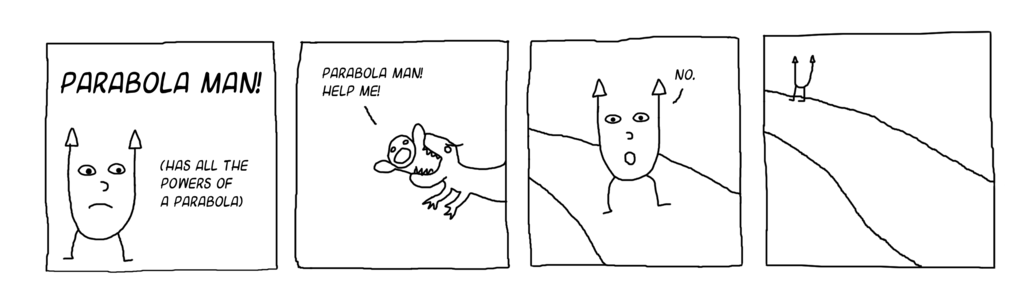 PARABOLA MAN!
(HAS ALL THE
POWERS OF
A PARABOLA)
PARABOLA MAN!
HELP ME!
NO.